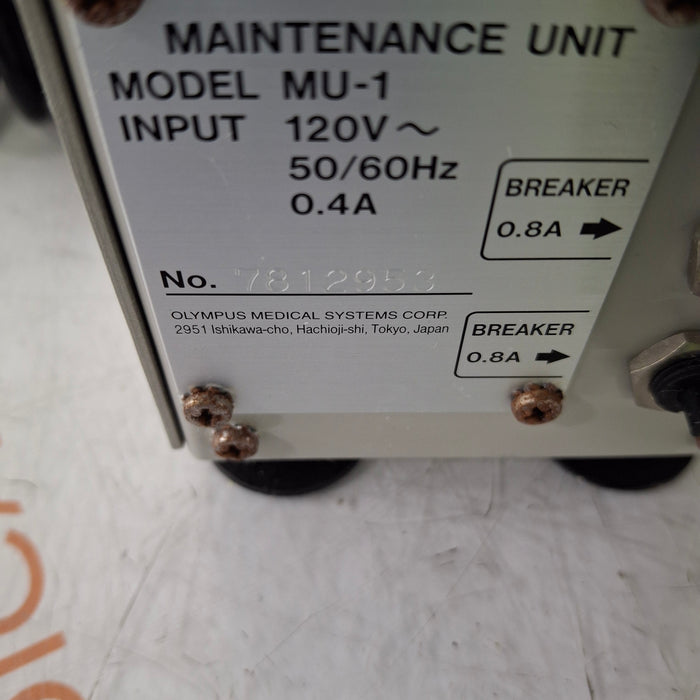 MAINTENANCE UNIT
MODEL MU-1
INPUT 120V～
50/60Hz
0.4A
BREAKER
0.8A
No. 7812953
OLYMPUS MEDICAL SYSTEMS CORP.
2951 Ishikawa-cho, Hachioji-shi, Tokyo, Japan
BREAKER
0.8A